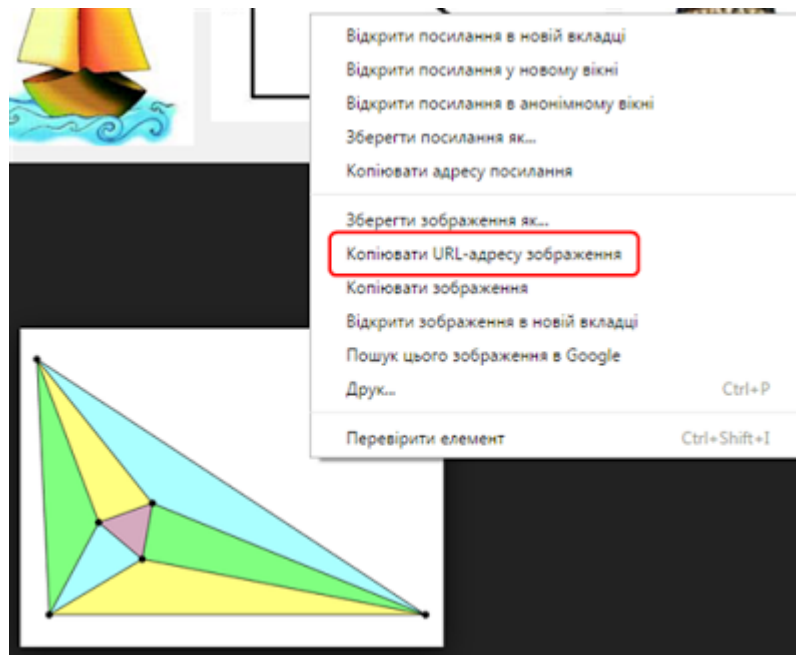 Відкрити посилання в новій вкладці
Відкрити посилання у новому вікні
Відкрити посилання в анонімному вікні
Зберегти посилання як...
Копіювати адресу посилання
Зберегти зображення як...
Копіювати URL-адресу зображення
Копіювати зображення
Відкрити зображення в новій вкладці
Пошук цього зображення в Google
Друк... Ctrl+P
Перевірити елемент Ctrl+Shift+I